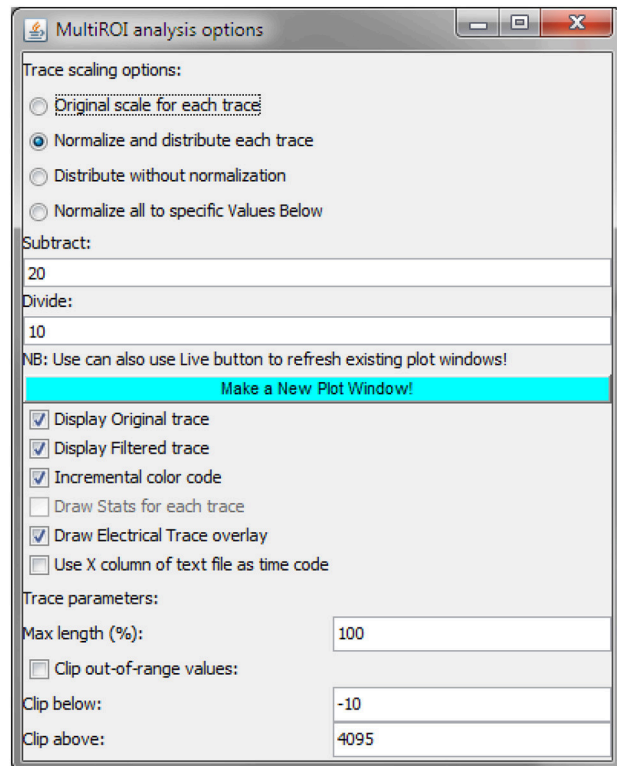 MultiROI analysis options
Trace scaling options:
Original scale for each trace
Normalize and distribute each trace
Distribute without normalization
Normalize all to specific Values Below
Subtract:
20
Divide:
10
NB: Use can also use Live button to refresh existing plot windows!
Make a New Plot Window!
Display Original trace
Display Filtered trace
Incremental color code
Draw Stats for each trace
Draw Electrical Trace overlay
Use X column of text file as time code
Trace parameters:
Max length (%): 100
Clip out-of-range values:
Clip below: -10
Clip above: 4095